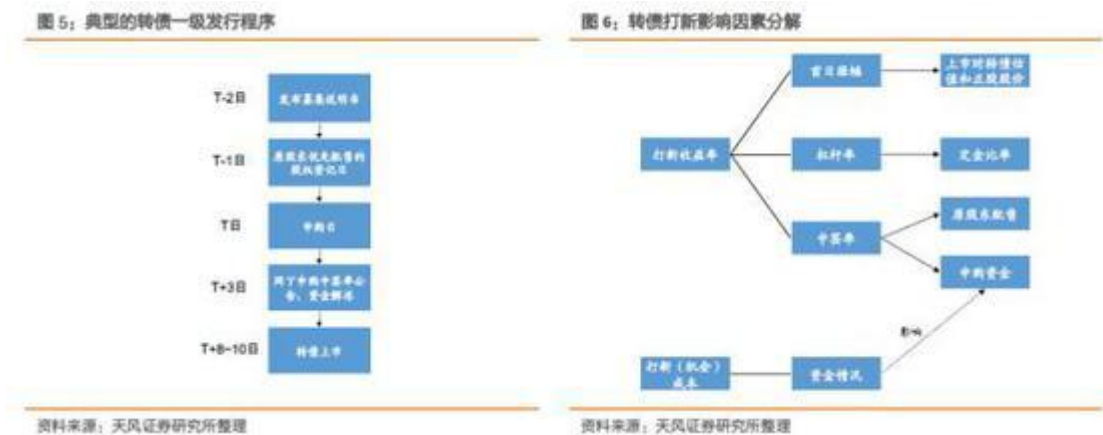 图 5：典型的转债一级发行程序
T-2日
发布募集说明书
T-1日
原股东优先配售的
股权登记日
T日
申购日
T+3日
网下申购中签率公
告、资金解冻
T+8~10日
转债上市
资料来源：天风证券研究所整理
图 6：转债打新影响因素分解
首日涨幅
上市时转债估
值和正股股价
打新收益率
杠杆率
定金比率
中签率
原股东配售
申购资金
影响
打新（机会）
成本
资金情况
资料来源：天风证券研究所整理